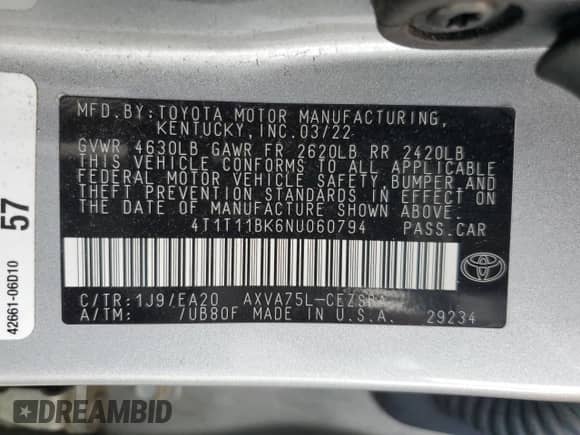 MFD.BY:TOYOTA MOTOR MANUFACTURING,
KENTUCKY, INC.03/22
GVWR 4630LB GAWR FR 2620LB RR 2420LB
THIS VEHICLE CONFORMS TO ALL APPLICABLE
FEDERAL MOTOR VEHICLE SAFETY,BUMPER AND
THEFT PREVENTION STANDARDS IN EFFECT ON
THE DATE OF MANUFACTURE SHOWN ABOVE.
4T1T11BK6NU060794 PASS.CAR
C/TR:1J9/EA20
A/TM: /UB80F MADE IN U.S.A. 29234
57
42661-06D10
DREAMBID